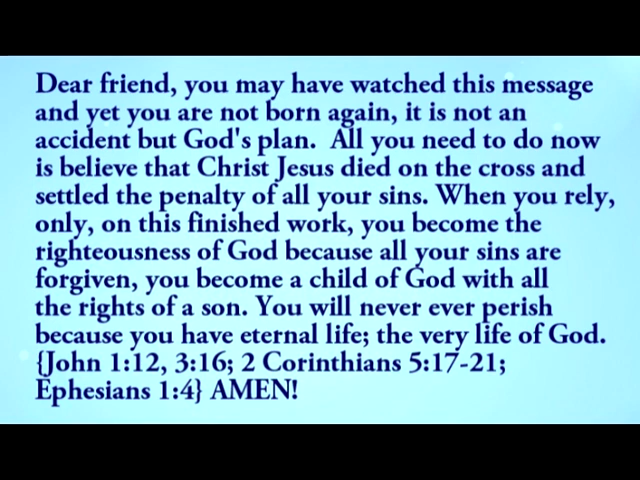 Dear friend, you may have watched this message
and yet you are not born again, it is not an
accident but God's plan.  All you need to do now
is believe that Christ Jesus died on the cross and
settled the penalty of all your sins. When you rely,
only, on this finished work, you become the
righteousness of God because all your sins are
forgiven, you become a child of God with all
the rights of a son. You will never ever perish
because you have eternal life; the very life of God.
{John 1:12, 3:16; 2 Corinthians 5:17-21;
Ephesians 1:4} AMEN!